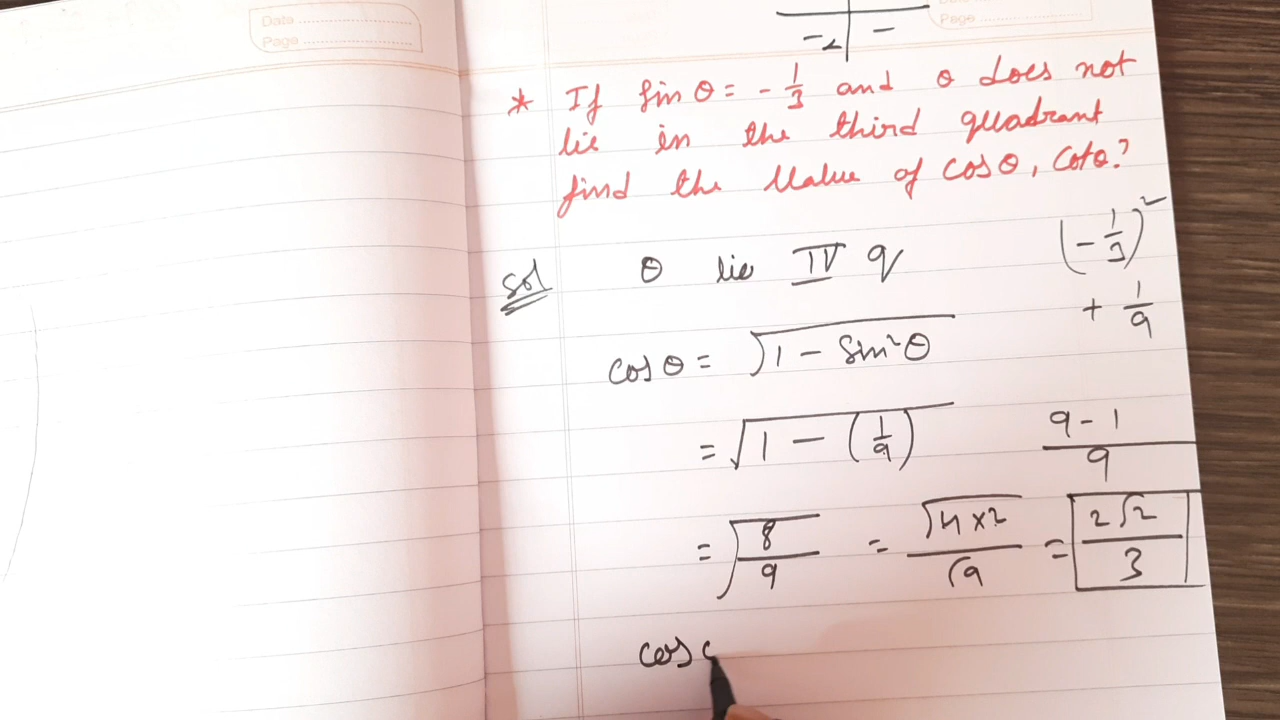 Date
Page
Page
- 2 -
* If Sin θ = - 1/3 and θ does not
lie in the third quadrant
find the Value of cos θ, Cotθ?
Sol θ lie IV q
(- 1/3)²
+ 1/9
cos θ = √(1 - Sin²θ)
= √(1 - (1/9))
9 - 1 / 9
= √(8/9) = √(4 × 2) / √9 = 2√2 / 3
cos